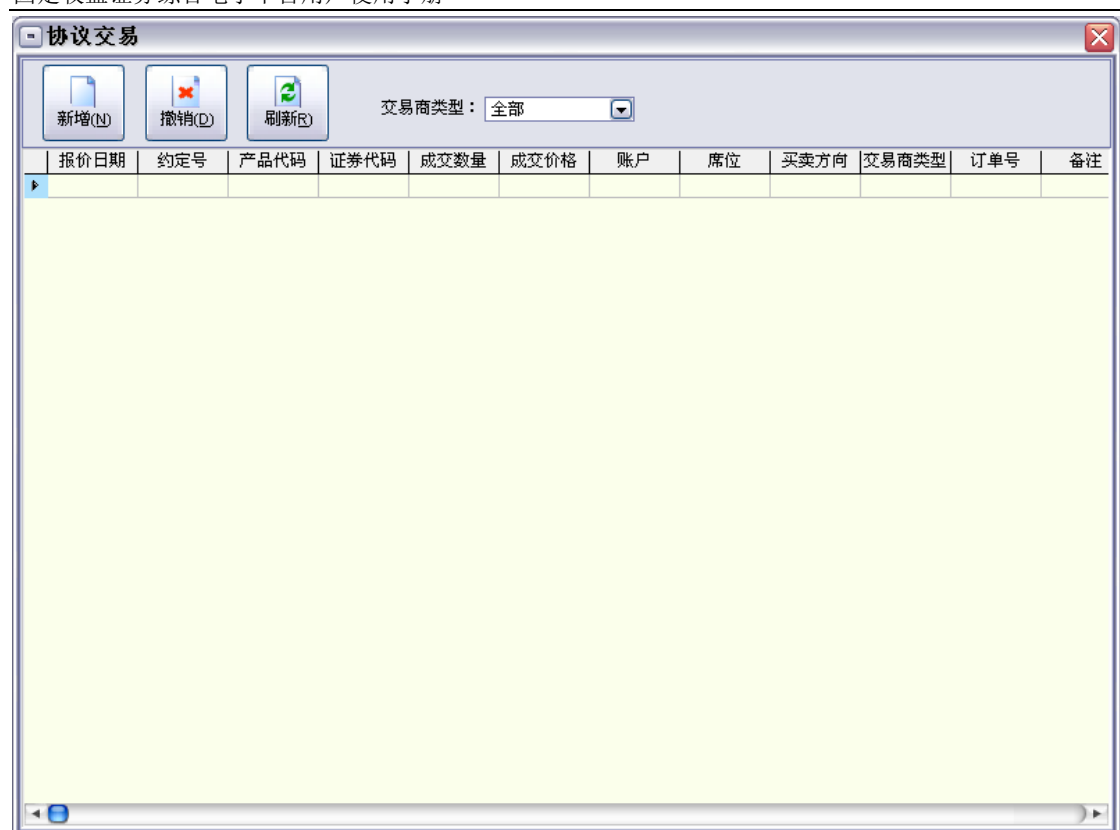 协议交易
新增(N) 撤销(D) 刷新(R) 交易商类型： 全部
报价日期 约定号 产品代码 证券代码 成交数量 成交价格 账户 席位 买卖方向 交易商类型 订单号 备注